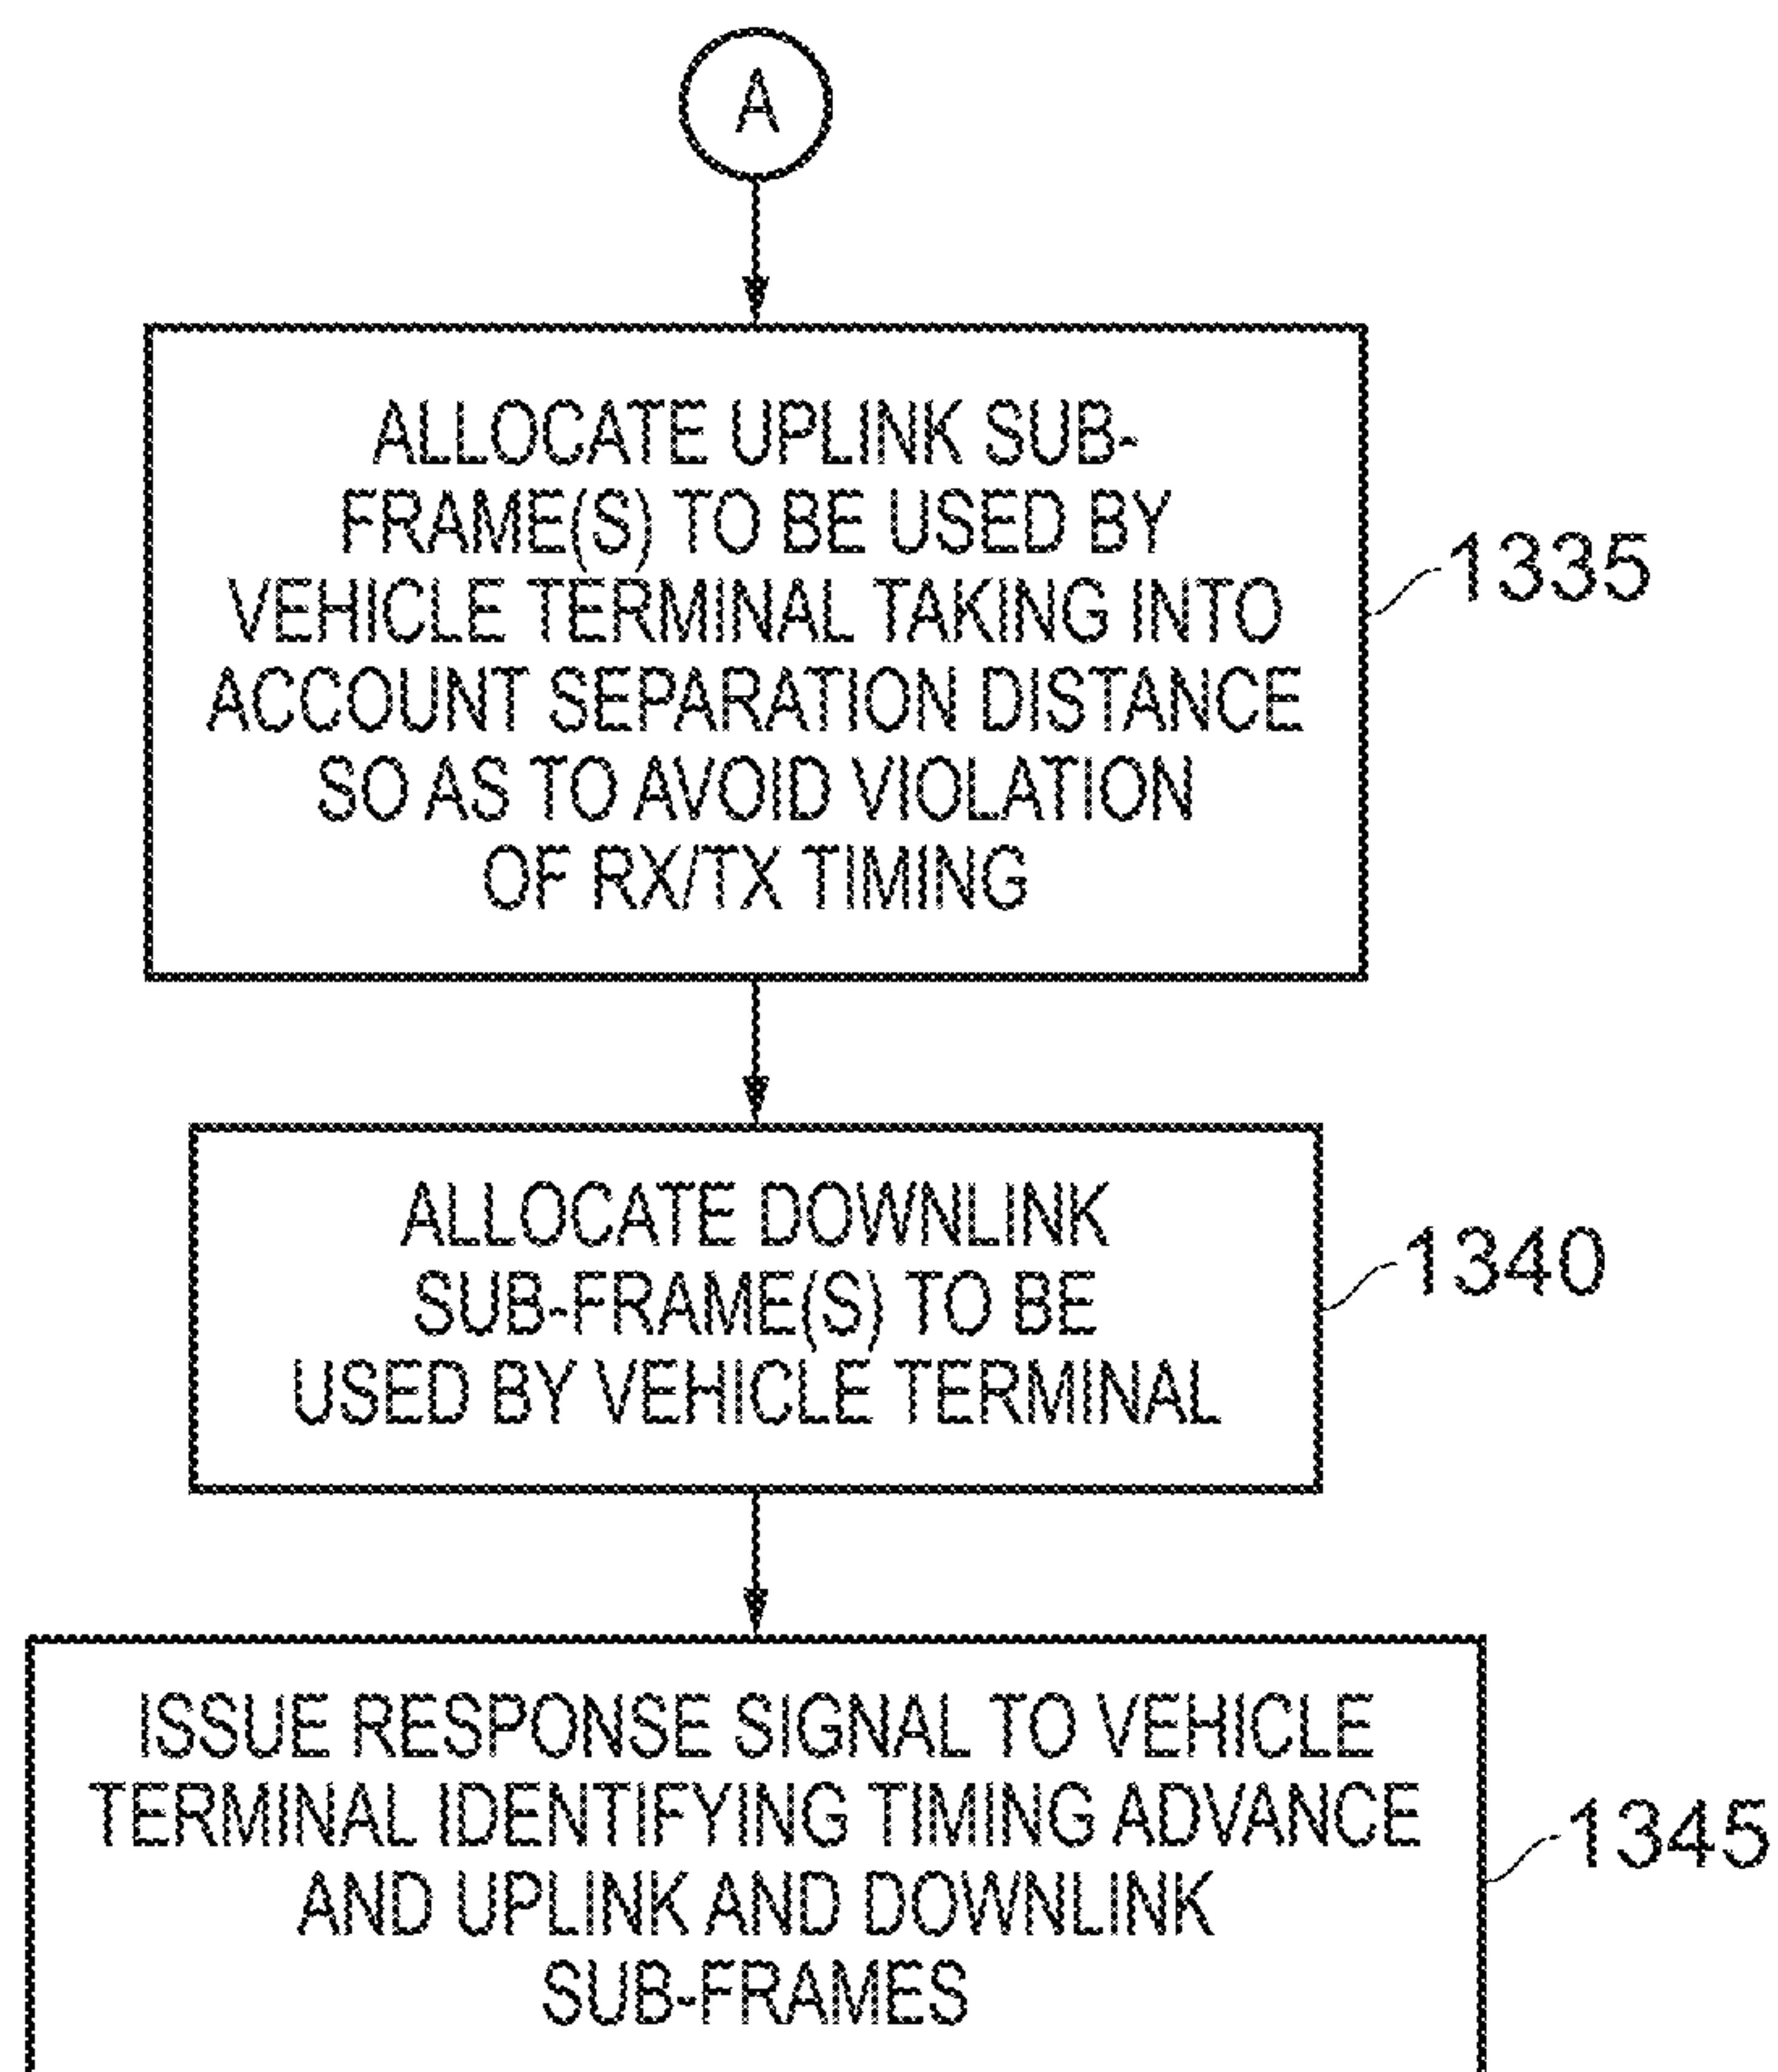 A
ALLOCATE UPLINK SUB-
FRAME(S) TO BE USED BY
VEHICLE TERMINAL TAKING INTO
ACCOUNT SEPARATION DISTANCE
SO AS TO AVOID VIOLATION
OF RX/TX TIMING
1335
ALLOCATE DOWNLINK
SUB-FRAME(S) TO BE
USED BY VEHICLE TERMINAL
1340
ISSUE RESPONSE SIGNAL TO VEHICLE
TERMINAL IDENTIFYING TIMING ADVANCE
AND UPLINK AND DOWNLINK
SUB-FRAMES
1345